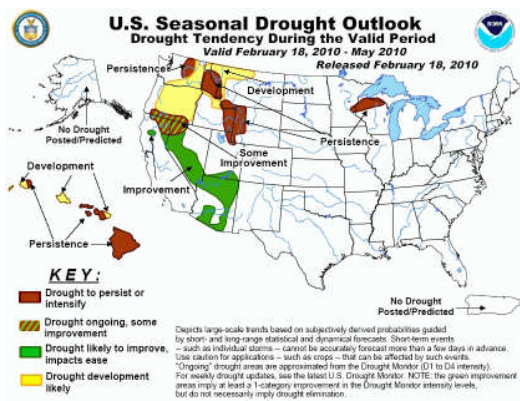 U.S. Seasonal Drought Outlook
Drought Tendency During the Valid Period
Valid February 18, 2010 - May 2010
Released February 18, 2010
NOAA
Persistence
Development
No Drought
Posted/Predicted
Persistence
Some
Improvement
Development
Improvement
Persistence
KEY:
Drought to persist or
intensify
Drought ongoing, some
improvement
Drought likely to improve,
impacts ease
Drought development
likely
No Drought
Posted/Predicted
Depicts large-scale trends based on subjectively derived probabilities guided
by short- and long-range statistical and dynamical forecasts. Short-term events
-- such as individual storms -- cannot be accurately forecast more than a few days in advance.
Use caution for applications -- such as crops -- that can be affected by such events.
"Ongoing" drought areas are approximated from the Drought Monitor (D1 to D4 intensity).
For weekly drought updates, see the latest U.S. Drought Monitor. NOTE: the green improvement
areas imply at least a 1-category improvement in the Drought Monitor intensity levels,
but do not necessarily imply drought elimination.